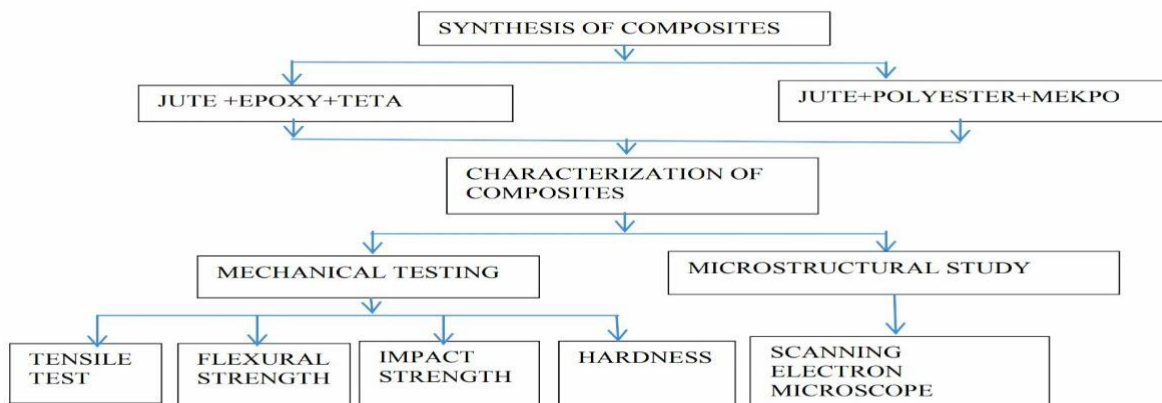 SYNTHESIS OF COMPOSITES
JUTE +EPOXY+TETA
JUTE+POLYESTER+MEKPO
CHARACTERIZATION OF
COMPOSITES
MECHANICAL TESTING
MICROSTRUCTURAL STUDY
TENSILE
TEST
FLEXURAL
STRENGTH
IMPACT
STRENGTH
HARDNESS
SCANNING
ELECTRON
MICROSCOPE